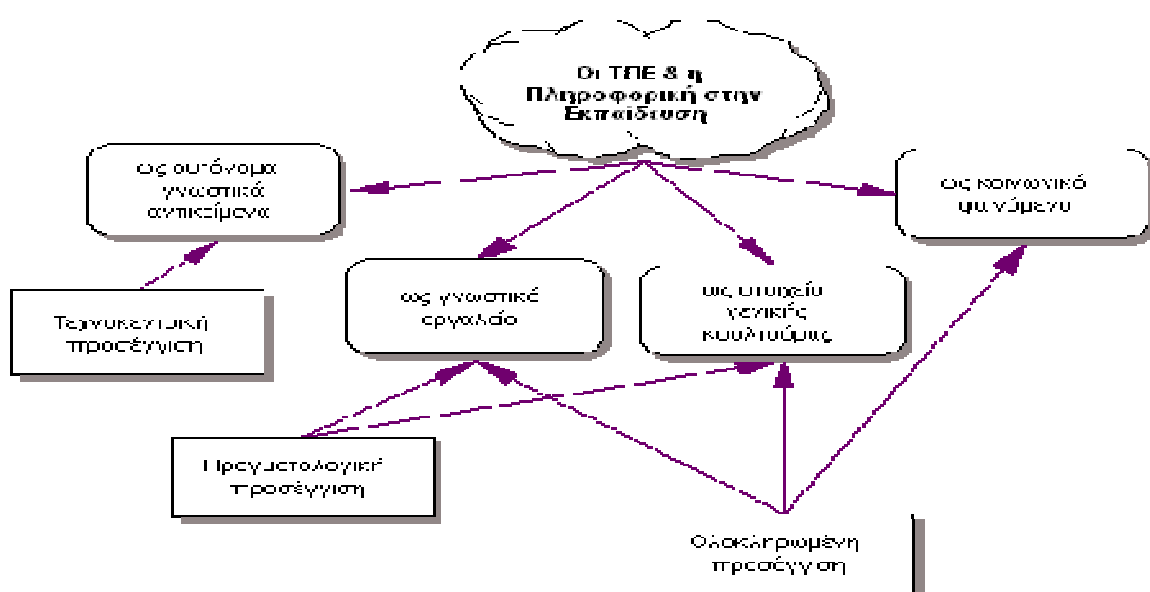 Οι ΤΠΕ & η
Πληροφορική στην
Εκπαίδευση
ως αυτόνομα
γνωστικά
αντικείμενα
ως κοινωνικό
φαινόμενο
ως γνωστικό
εργαλείο
ως στοιχείο
γενικής
κουλτούρας
Τεχνοκεντρική
προσέγγιση
Πραγματολογική
προσέγγιση
Ολοκληρωμένη
προσέγγιση